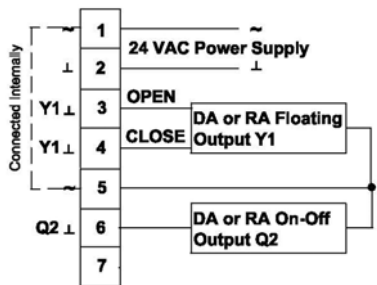 ~ 1 ~
24 VAC Power Supply
⊥ 2 ⊥
Y1 ⊥ 3 OPEN
DA or RA Floating
Output Y1
Y1 ⊥ 4 CLOSE
~ 5
Q2 ⊥ 6
DA or RA On-Off
Output Q2
7
Connected Internally